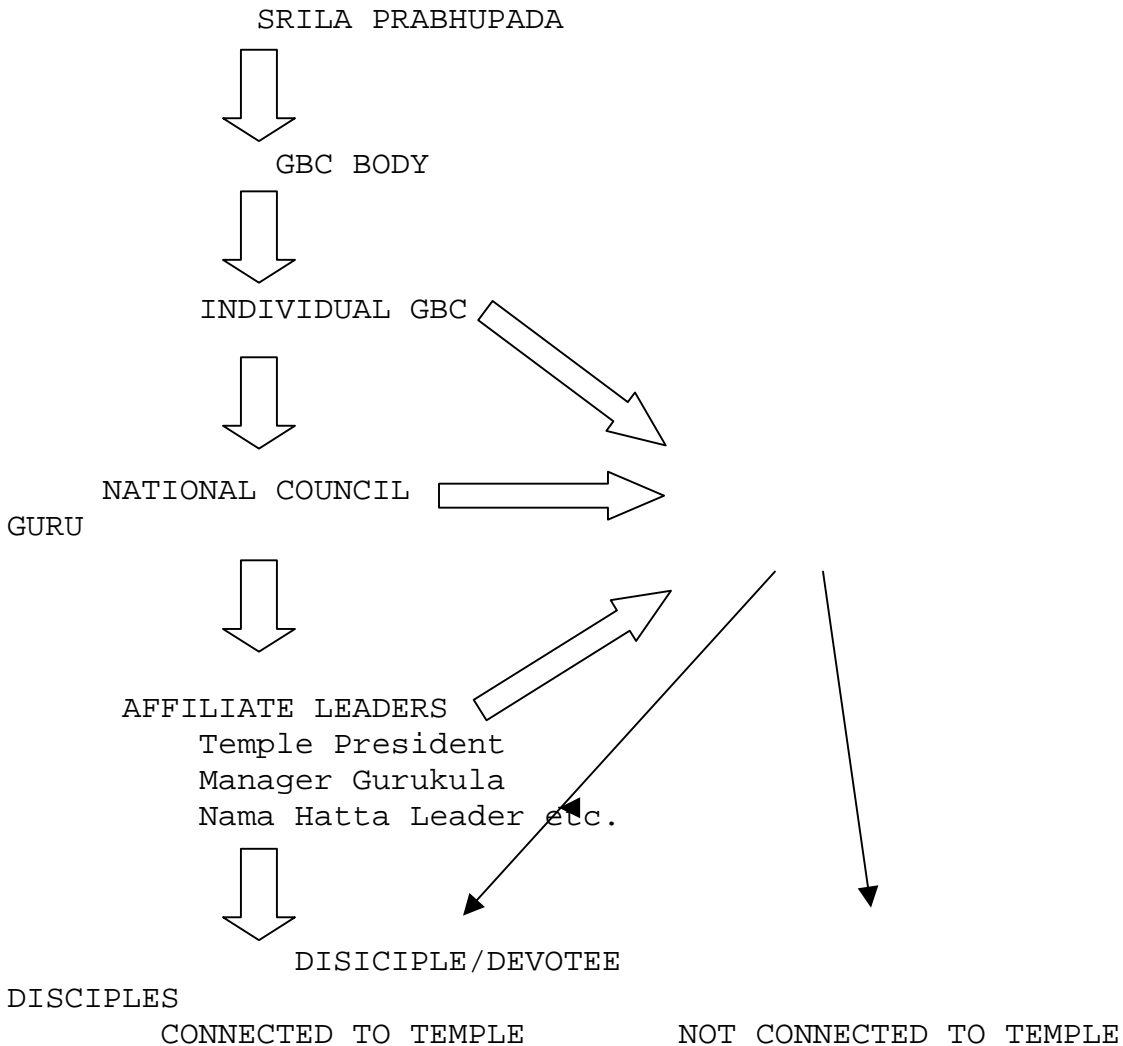 SRILA PRABHUPADA
GBC BODY
INDIVIDUAL GBC
NATIONAL COUNCIL
GURU
AFFILIATE LEADERS
Temple President
Manager Gurukula
Nama Hatta Leader etc.
DISICIPLE/DEVOTEE
DISCIPLES
CONNECTED TO TEMPLE NOT CONNECTED TO TEMPLE